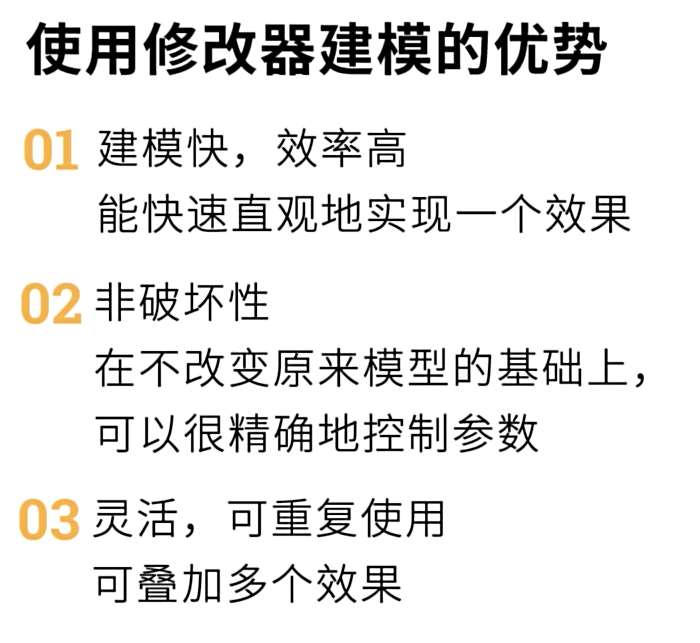 使用修改器建模的优势
01 建模快，效率高
能快速直观地实现一个效果
02 非破坏性
在不改变原来模型的基础上，
可以很精确地控制参数
03 灵活，可重复使用
可叠加多个效果